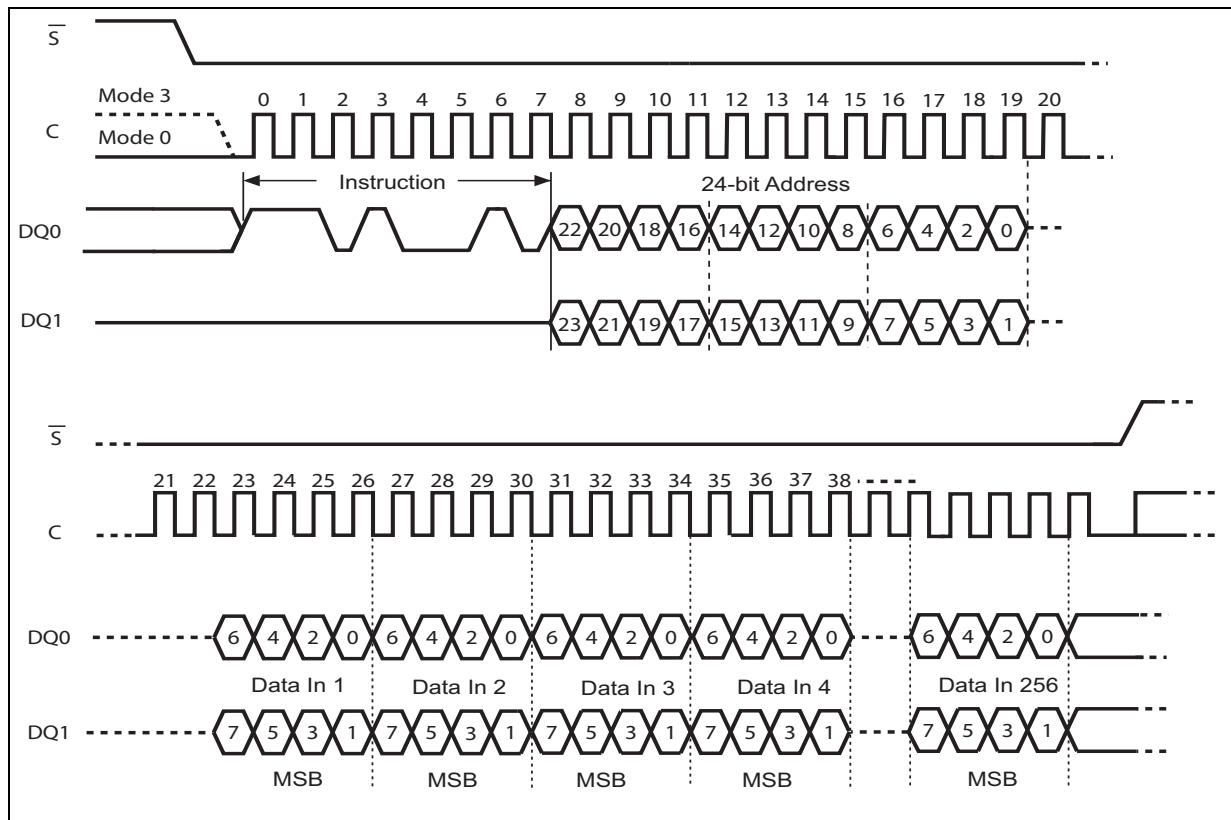 S
Mode 3
0 1 2 3 4 5 6 7 8 9 10 11 12 13 14 15 16 17 18 19 20
C
Mode 0
Instruction
24-bit Address
DQ0
22 20 18 16 14 12 10 8 6 4 2 0
DQ1
23 21 19 17 15 13 11 9 7 5 3 1
S
21 22 23 24 25 26 27 28 29 30 31 32 33 34 35 36 37 38
C
DQ0
6 4 2 0 6 4 2 0 6 4 2 0 6 4 2 0 6 4 2 0
Data In 1 Data In 2 Data In 3 Data In 4 Data In 256
DQ1
7 5 3 1 7 5 3 1 7 5 3 1 7 5 3 1 7 5 3 1
MSB MSB MSB MSB MSB